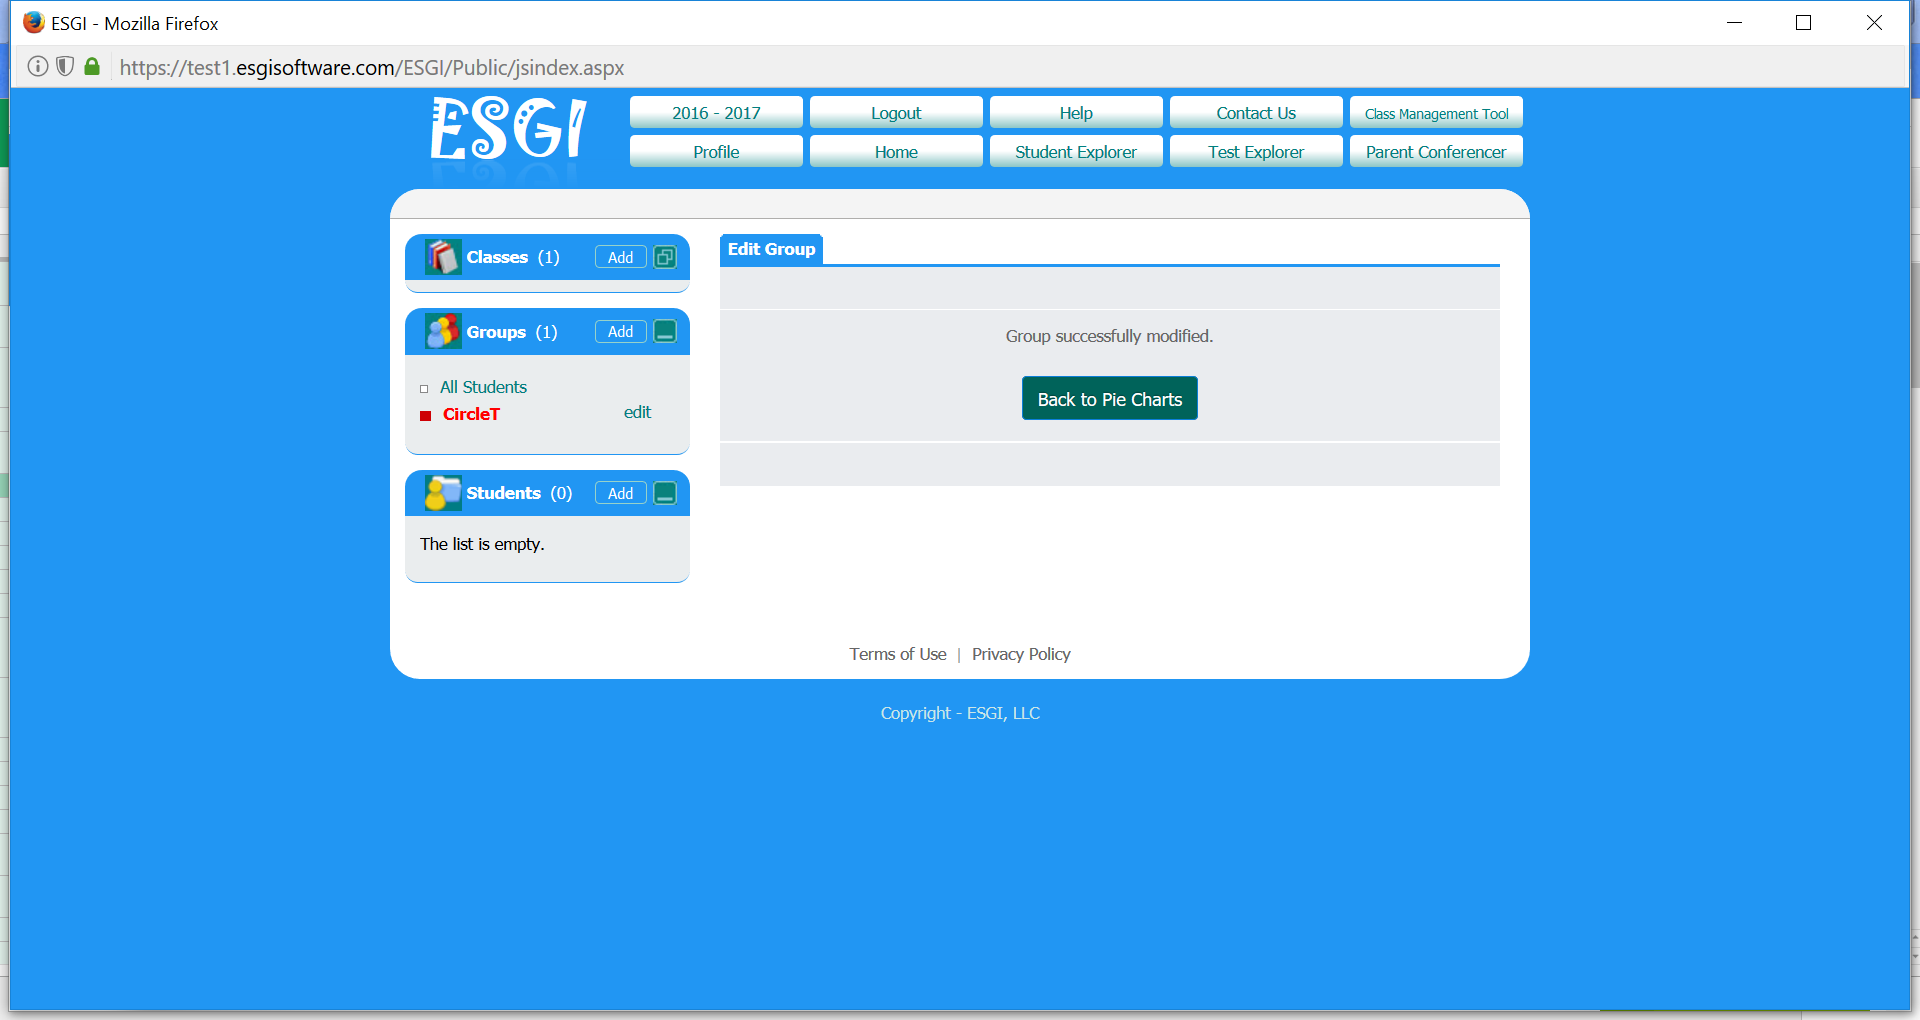 ESGI - Mozilla Firefox
https://test1.esgisoftware.com/ESGI/Public/jsindex.aspx
ESGI
2016 - 2017 Logout Help Contact Us Class Management Tool
Profile Home Student Explorer Test Explorer Parent Conferencer
Classes (1) Add
Edit Group
Groups (1) Add
Group successfully modified.
All Students
Back to Pie Charts
CircleT edit
Students (0) Add
The list is empty.
Terms of Use | Privacy Policy
Copyright - ESGI, LLC